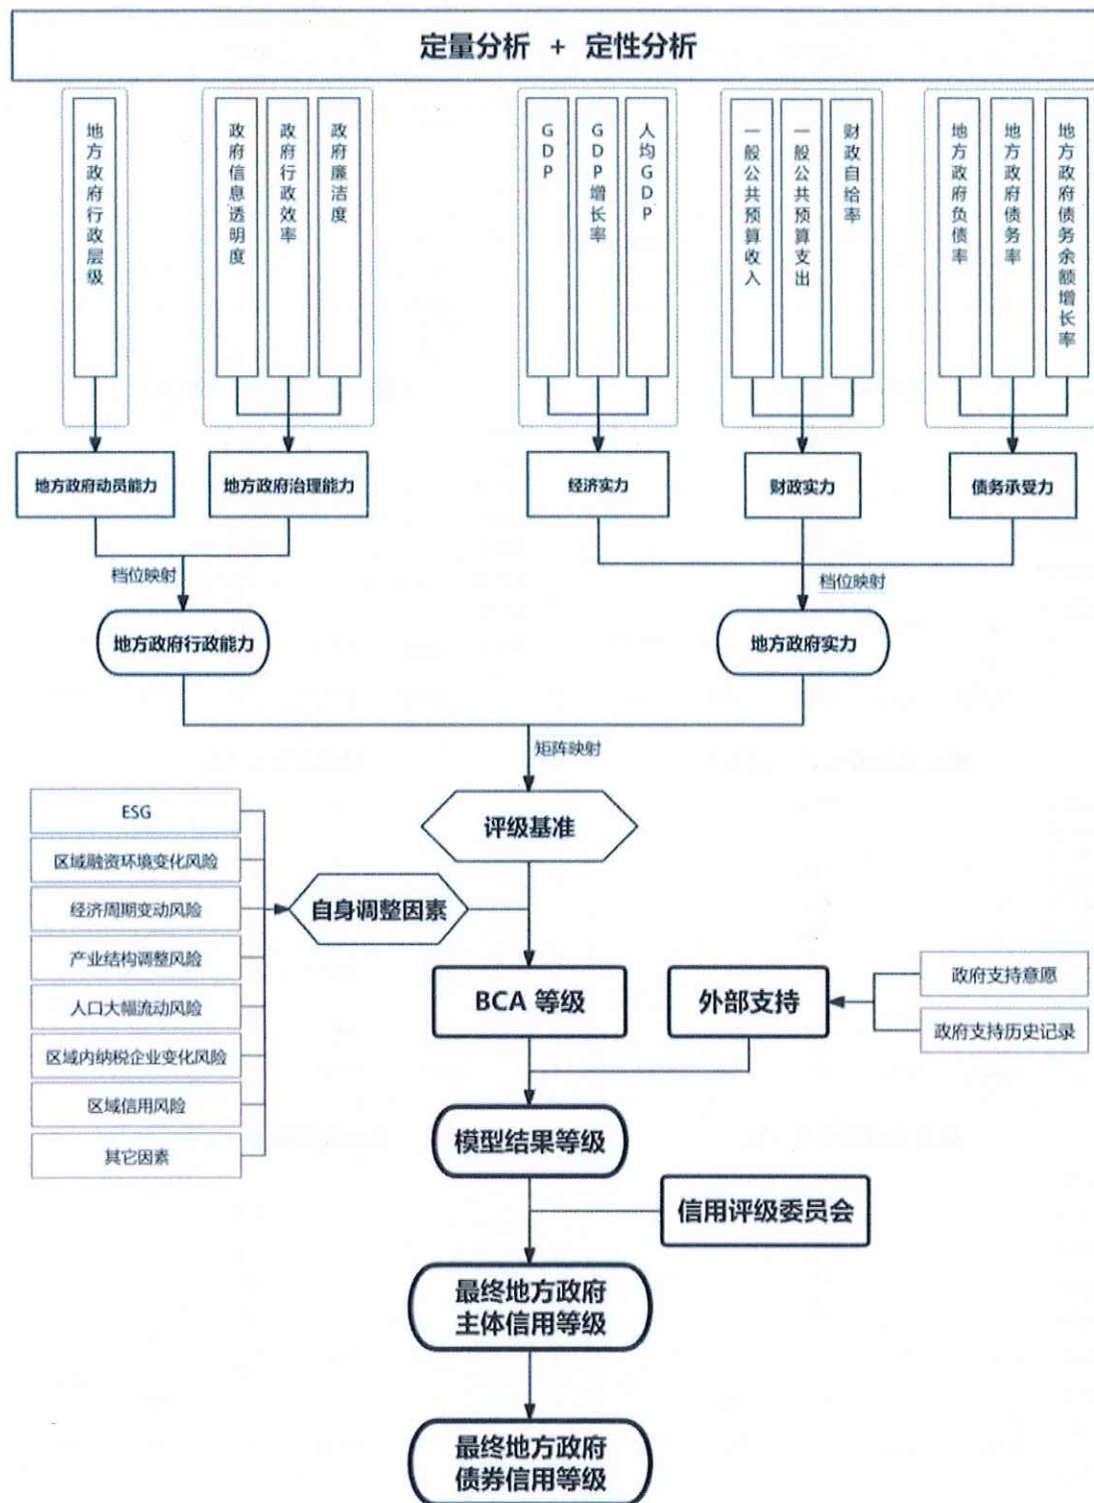 定量分析 + 定性分析
地方政府行政层级
政府信息透明度
政府行政效率
政府廉洁度
GDP
GDP增长率
人均GDP
一般公共预算收入
一般公共预算支出
财政自给率
地方政府负债率
地方政府债务率
地方政府债务余额增长率
地方政府动员能力
地方政府治理能力
经济实力
财政实力
债务承受力
档位映射
档位映射
地方政府行政能力
地方政府实力
矩阵映射
评级基准
ESG
区域融资环境变化风险
经济周期变动风险
产业结构调整风险
人口大幅流动风险
区域内纳税企业变化风险
区域信用风险
其它因素
自身调整因素
BCA 等级
外部支持
政府支持意愿
政府支持历史记录
模型结果等级
信用评级委员会
最终地方政府
主体信用等级
最终地方政府
债券信用等级